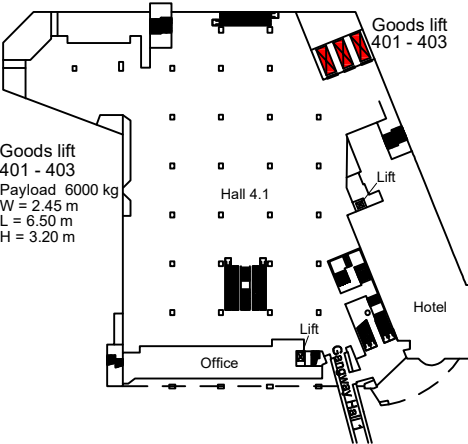 Goods lift
401 - 403
Goods lift
401 - 403
Payload 6000 kg
W = 2.45 m
L = 6.50 m
H = 3.20 m
Lift
Hall 4.1
Hotel
Lift
Office
Gangway Hall 1